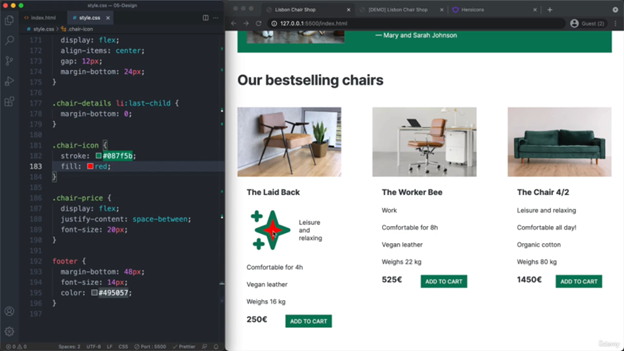 index.html
style.css
style.css — 05-Design
style.css > .chair-icon
171 display: flex;
172 align-items: center;
173 gap: 12px;
174 margin-bottom: 24px;
175 }
176
177 .chair-details li:last-child {
178 margin-bottom: 0;
179 }
180
181 .chair-icon {
182 stroke: #087f5b;
183 fill: red;
184 }
185
186 .chair-price {
187 display: flex;
188 justify-content: space-between;
189 font-size: 20px;
190 }
191
192 footer {
193 margin-bottom: 48px;
194 font-size: 14px;
195 color: #495057;
196 }
197
0 0
Spaces: 2 UTF-8 LF CSS Port : 5500 Prettier
Lisbon Chair Shop
[DEMO] Lisbon Chair Shop
Heroicons
127.0.0.1:5500/index.html
Guest (2)
— Mary and Sarah Johnson
Our bestselling chairs
The Laid Back
Leisure and relaxing
Comfortable for 4h
Vegan leather
Weighs 16 kg
250€ ADD TO CART
The Worker Bee
Work
Comfortable for 8h
Vegan leather
Weighs 22 kg
525€ ADD TO CART
The Chair 4/2
Leisure and relaxing
Comfortable all day!
Organic cotton
Weighs 80 kg
1450€ ADD TO CART
Udemy